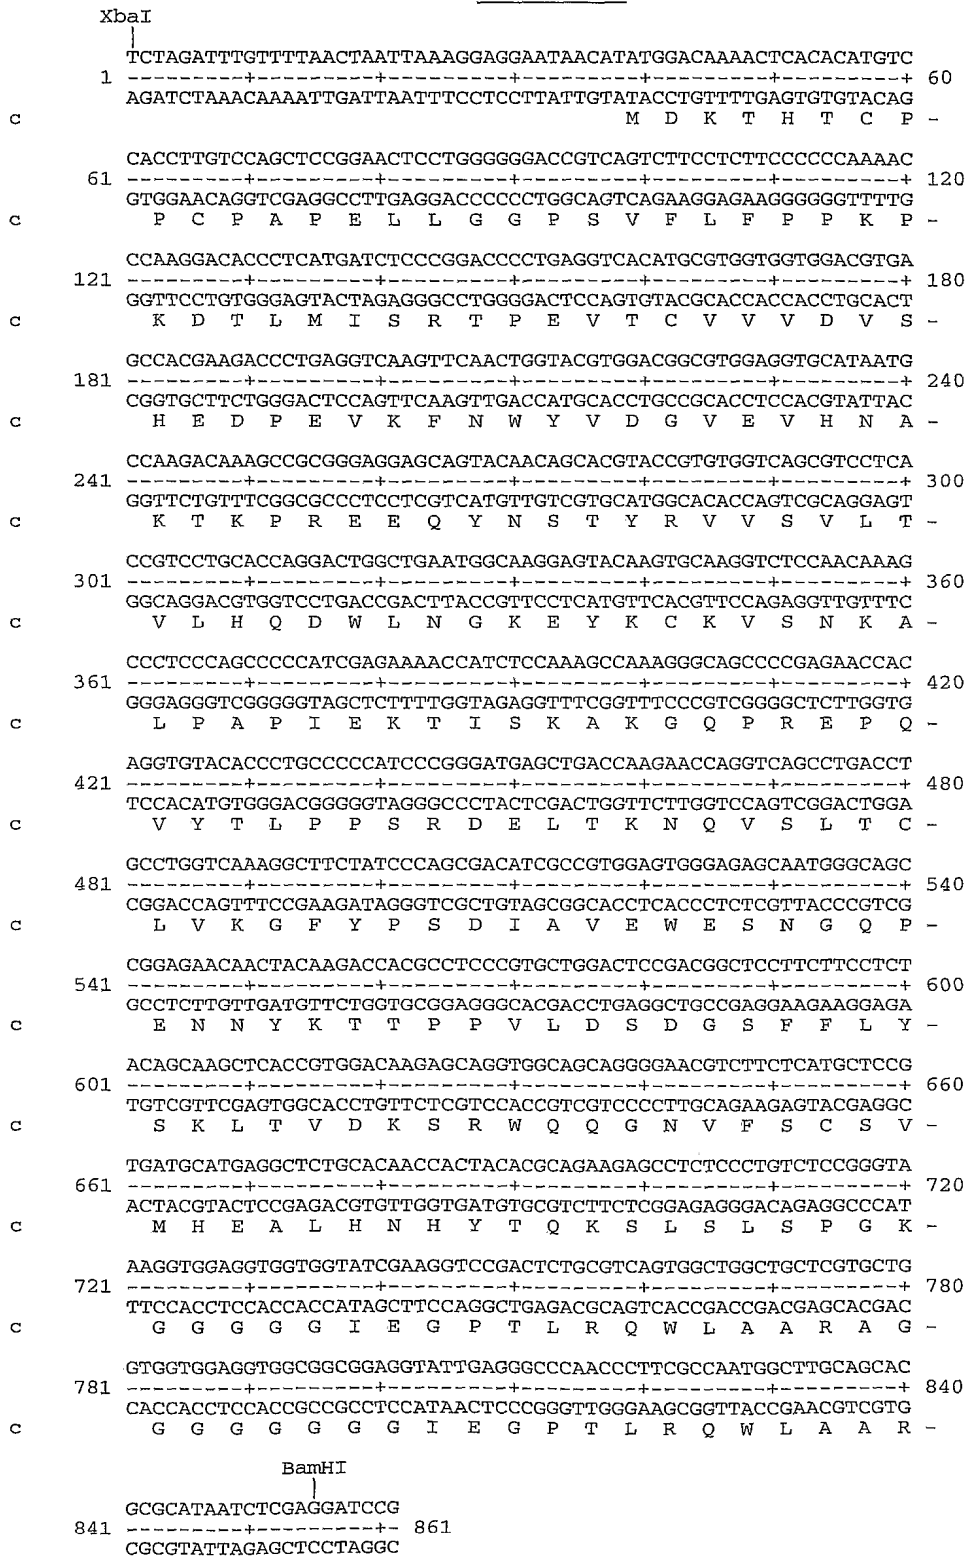 XbaI
|
TCTAGATTTGTTTTAACTAATTAAAGGAGGAATAACATATGGACAAAACTCACACATGTC
1 ---------+---------+---------+---------+---------+---------+ 60
AGATCTAAACAAAATTGATTAATTTCCTCCTTATTGTATACCTGTTTTGAGTGTGTACAG
c M D K T H T C P -
CACCTTGTCCAGCTCCGGAACTCCTGGGGGGACCGTCAGTCTTCCTCTTCCCCCCAAAAC
61 ---------+---------+---------+---------+---------+---------+ 120
GTGGAACAGGTCGAGGCCTTGAGGACCCCCCTGGCAGTCAGAAGGAGAAGGGGGGTTTTG
c P C P A P E L L G G P S V F L F P P K P -
CCAAGGACACCCTCATGATCTCCCGGACCCCTGAGGTCACATGCGTGGTGGTGGACGTGA
121 ---------+---------+---------+---------+---------+---------+ 180
GGTTCCTGTGGGAGTACTAGAGGGCCTGGGGACTCCAGTGTACGCACCACCACCTGCACT
c K D T L M I S R T P E V T C V V V D V S -
GCCACGAAGACCCTGAGGTCAAGTTCAACTGGTACGTGGACGGCGTGGAGGTGCATAATG
181 ---------+---------+---------+---------+---------+---------+ 240
CGGTGCTTCTGGGACTCCAGTTCAAGTTGACCATGCACCTGCCGCACCTCCACGTATTAC
c H E D P E V K F N W Y V D G V E V H N A -
CCAAGACAAAGCCGCGGGAGGAGCAGTACAACAGCACGTACCGTGTGGTCAGCGTCCTCA
241 ---------+---------+---------+---------+---------+---------+ 300
GGTTCTGTTTCGGCGCCCTCCTCGTCATGTTGTCGTGCATGGCACACCAGTCGCAGGAGT
c K T K P R E E Q Y N S T Y R V V S V L T -
CCGTCCTGCACCAGGACTGGCTGAATGGCAAGGAGTACAAGTGCAAGGTCTCCAACAAAG
301 ---------+---------+---------+---------+---------+---------+ 360
GGCAGGACGTGGTCCTGACCGACTTACCGTTCCTCATGTTCACGTTCCAGAGGTTGTTTC
c V L H Q D W L N G K E Y K C K V S N K A -
CCCTCCCAGCCCCCATCGAGAAAACCATCTCCAAAGCCAAAGGGCAGCCCCGAGAACCAC
361 ---------+---------+---------+---------+---------+---------+ 420
GGGAGGGTCGGGGGTAGCTCTTTTGGTAGAGGTTTCGGTTTCCCGTCGGGGCTCTTGGTG
c L P A P I E K T I S K A K G Q P R E P Q -
AGGTGTACACCCTGCCCCCATCCCGGGATGAGCTGACCAAGAACCAGGTCAGCCTGACCT
421 ---------+---------+---------+---------+---------+---------+ 480
TCCACATGTGGGACGGGGGTAGGGCCCTACTCGACTGGTTCTTGGTCCAGTCGGACTGGA
c V Y T L P P S R D E L T K N Q V S L T C -
GCCTGGTCAAAGGCTTCTATCCCAGCGACATCGCCGTGGAGTGGGAGAGCAATGGGCAGC
481 ---------+---------+---------+---------+---------+---------+ 540
CGGACCAGTTTCCGAAGATAGGGTCGCTGTAGCGGCACCTCACCCTCTCGTTACCCGTCG
c L V K G F Y P S D I A V E W E S N G Q P -
CGGAGAACAACTACAAGACCACGCCTCCCGTGCTGGACTCCGACGGCTCCTTCTTCCTCT
541 ---------+---------+---------+---------+---------+---------+ 600
GCCTCTTGTTGATGTTCTGGTGCGGAGGGCACGACCTGAGGCTGCCGAGGAAGAAGGAGA
c E N N Y K T T P P V L D S D G S F F L Y -
ACAGCAAGCTCACCGTGGACAAGAGCAGGTGGCAGCAGGGGAACGTCTTCTCATGCTCCG
601 ---------+---------+---------+---------+---------+---------+ 660
TGTCGTTCGAGTGGCACCTGTTCTCGTCCACCGTCGTCCCCTTGCAGAAGAGTACGAGGC
c S K L T V D K S R W Q Q G N V F S C S V -
TGATGCATGAGGCTCTGCACAACCACTACACGCAGAAGAGCCTCTCCCTGTCTCCGGGTA
661 ---------+---------+---------+---------+---------+---------+ 720
ACTACGTACTCCGAGACGTGTTGGTGATGTGCGTCTTCTCGGAGAGGGACAGAGGCCCAT
c M H E A L H N H Y T Q K S L S L S P G K -
AAGGTGGAGGTGGTGGTATCGAAGGTCCGACTCTGCGTCAGTGGCTGGCTGCTCGTGCTG
721 ---------+---------+---------+---------+---------+---------+ 780
TTCCACCTCCACCACCATAGCTTCCAGGCTGAGACGCAGTCACCGACCGACGAGCACGAC
c G G G G G I E G P T L R Q W L A A R A G -
GTGGTGGAGGTGGCGGCGGAGGTATTGAGGGCCCAACCCTTCGCCAATGGCTTGCAGCAC
781 ---------+---------+---------+---------+---------+---------+ 840
CACCACCTCCACCGCCGCCTCCATAACTCCCGGGTTGGGAAGCGGTTACCGAACGTCGTG
c G G G G G G G I E G P T L R Q W L A A R -
BamHI
|
GCGCATAATCTCGAGGATCCG
841 ---------+---------+- 861
CGCGTATTAGAGCTCCTAGGC